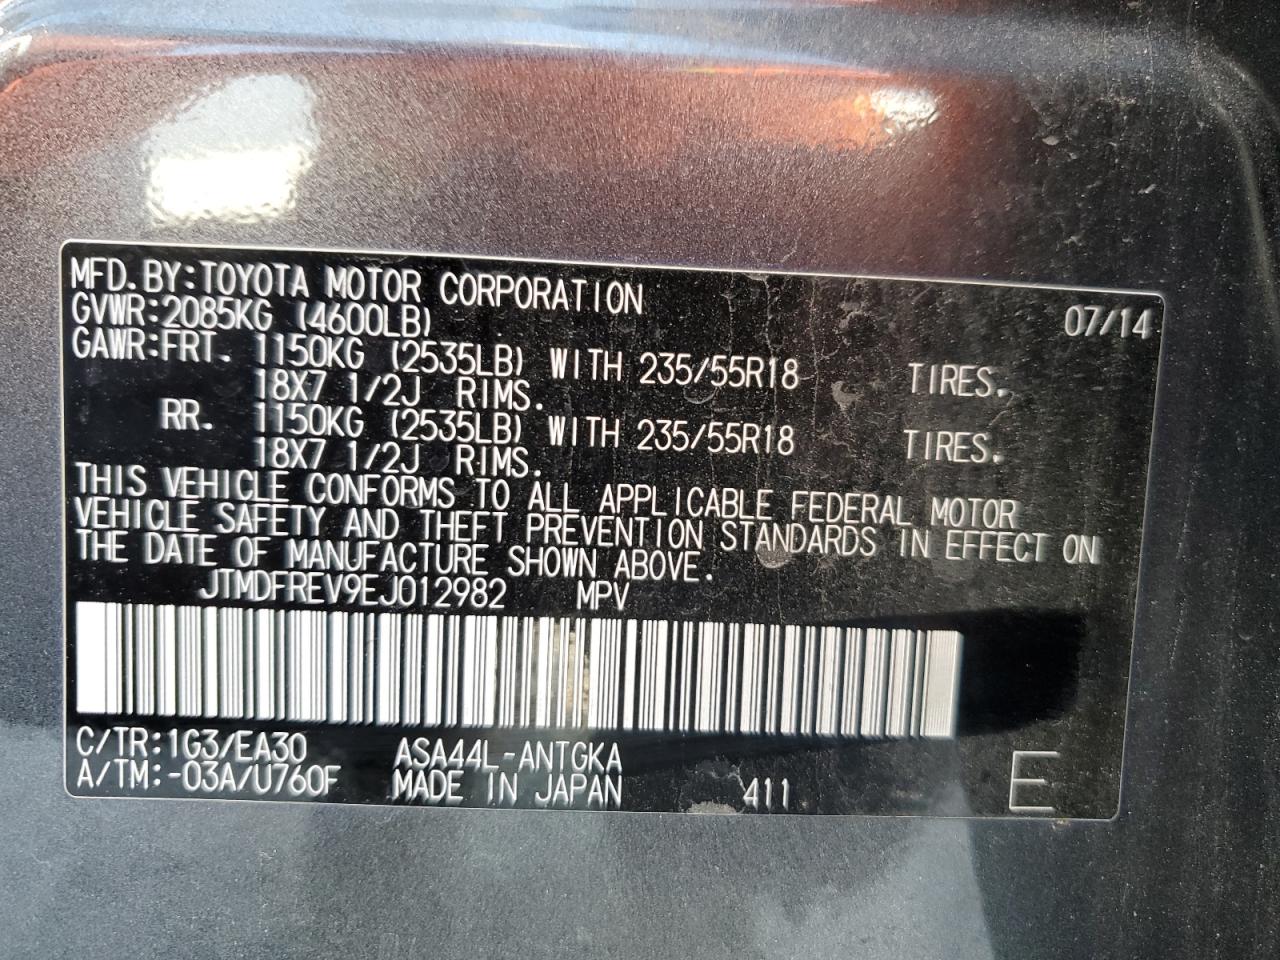 MFD.BY:TOYOTA MOTOR CORPORATION 07/14
GVWR:2085KG (4600LB)
GAWR:FRT. 1150KG (2535LB) WITH 235/55R18 TIRES.
18X7 1/2J RIMS.
RR. 1150KG (2535LB) WITH 235/55R18 TIRES.
18X7 1/2J RIMS.
THIS VEHICLE CONFORMS TO ALL APPLICABLE FEDERAL MOTOR
VEHICLE SAFETY AND THEFT PREVENTION STANDARDS IN EFFECT ON
THE DATE OF MANUFACTURE SHOWN ABOVE.
JTMDFREV9EJ012982 MPV
C/TR:1G3/EA30 ASA44L-ANTGKA
A/TM:-03A/U760F MADE IN JAPAN 411 E